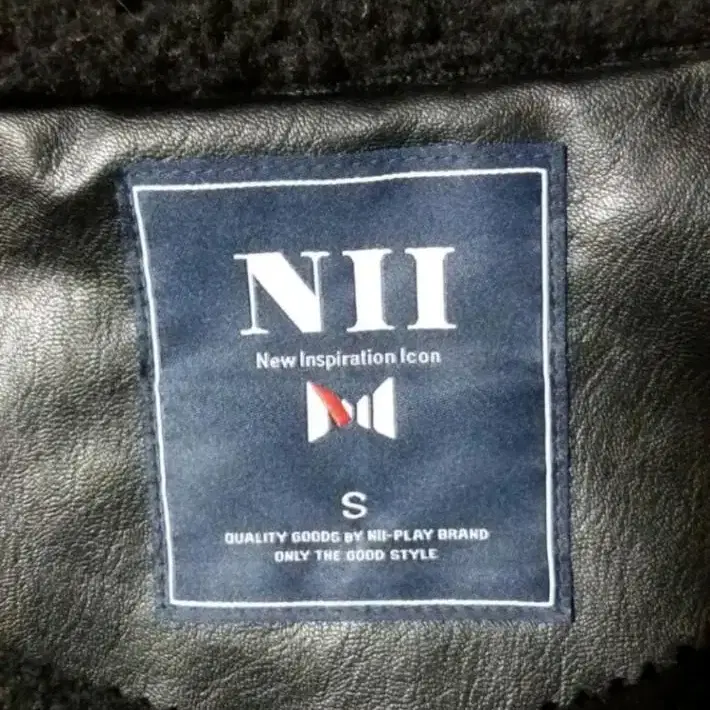 NII
New Inspiration Icon
S
QUALITY GOODS BY NII-PLAY BRAND
ONLY THE GOOD STYLE